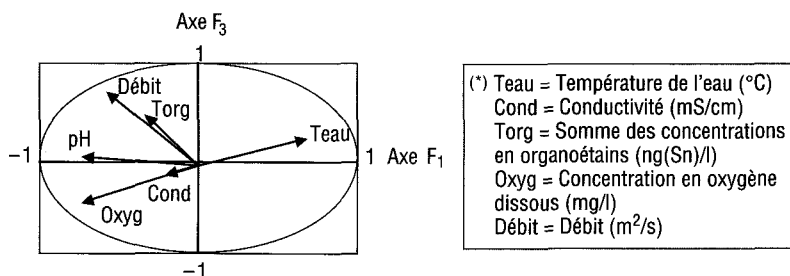 Axe F3
1
Débit
Torg
Teau
pH
−1
1 Axe F1
Cond
Oxyg
−1
(*) Teau = Température de l'eau (°C)
Cond = Conductivité (mS/cm)
Torg = Somme des concentrations
en organoétains (ng(Sn)/l)
Oxyg = Concentration en oxygène
dissous (mg/l)
Débit = Débit (m²/s)